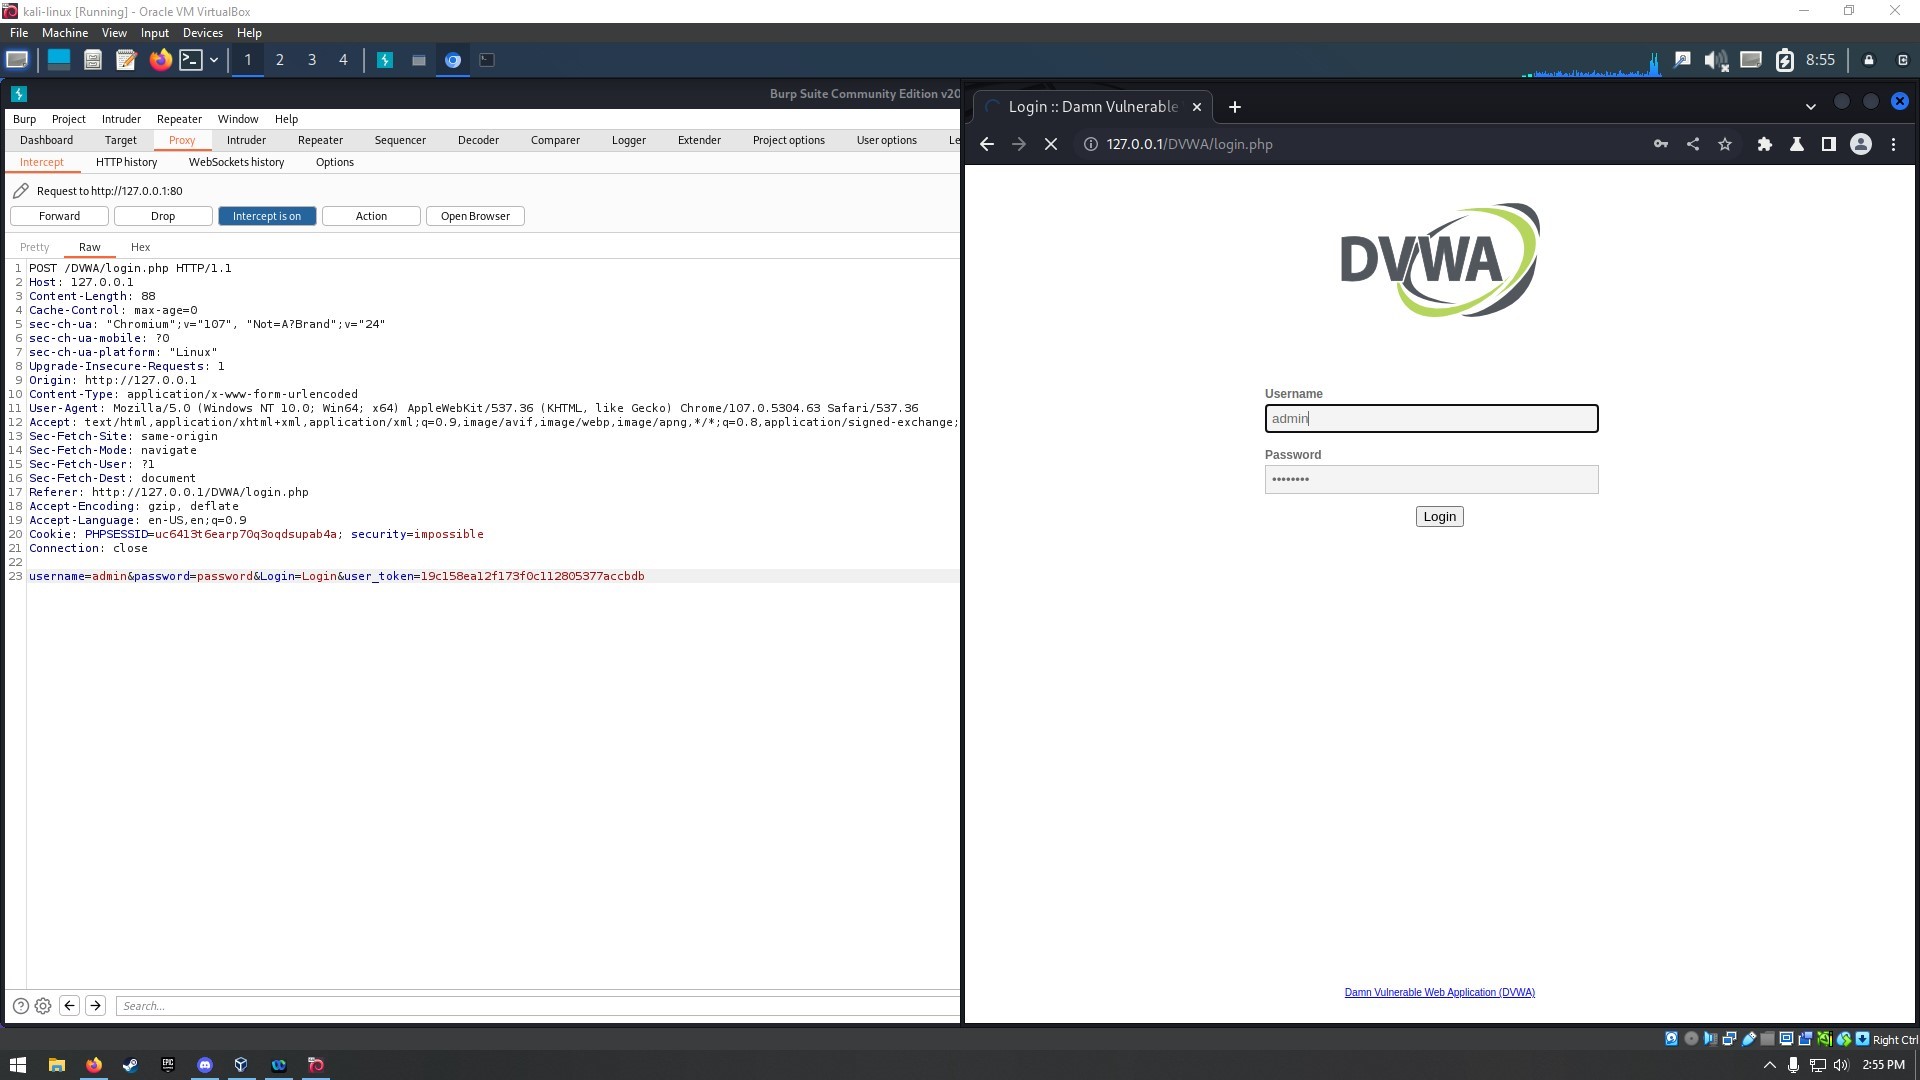 kali-linux [Running] - Oracle VM VirtualBox
File Machine View Input Devices Help
1 2 3 4 8:55
Burp Suite Community Edition v20
Burp Project Intruder Repeater Window Help
Dashboard Target Proxy Intruder Repeater Sequencer Decoder Comparer Logger Extender Project options User options Le
Intercept HTTP history WebSockets history Options
Request to http://127.0.0.1:80
Forward Drop Intercept is on Action Open Browser
Pretty Raw Hex
1 POST /DVWA/login.php HTTP/1.1
2 Host: 127.0.0.1
3 Content-Length: 88
4 Cache-Control: max-age=0
5 sec-ch-ua: "Chromium";v="107", "Not=A?Brand";v="24"
6 sec-ch-ua-mobile: ?0
7 sec-ch-ua-platform: "Linux"
8 Upgrade-Insecure-Requests: 1
9 Origin: http://127.0.0.1
10 Content-Type: application/x-www-form-urlencoded
11 User-Agent: Mozilla/5.0 (Windows NT 10.0; Win64; x64) AppleWebKit/537.36 (KHTML, like Gecko) Chrome/107.0.5304.63 Safari/537.36
12 Accept: text/html,application/xhtml+xml,application/xml;q=0.9,image/avif,image/webp,image/apng,*/*;q=0.8,application/signed-exchange;
13 Sec-Fetch-Site: same-origin
14 Sec-Fetch-Mode: navigate
15 Sec-Fetch-User: ?1
16 Sec-Fetch-Dest: document
17 Referer: http://127.0.0.1/DVWA/login.php
18 Accept-Encoding: gzip, deflate
19 Accept-Language: en-US,en;q=0.9
20 Cookie: PHPSESSID=uc6413t6earp70q3oqdsupab4a; security=impossible
21 Connection: close
22
23 username=admin&password=password&Login=Login&user_token=19c158ea12f173f0c112805377accbdb
Search...
Login :: Damn Vulnerable
127.0.0.1/DVWA/login.php
DVWA
Username
admin
Password
••••••••
Login
Damn Vulnerable Web Application (DVWA)
Right Ctrl
EPIC
2:55 PM